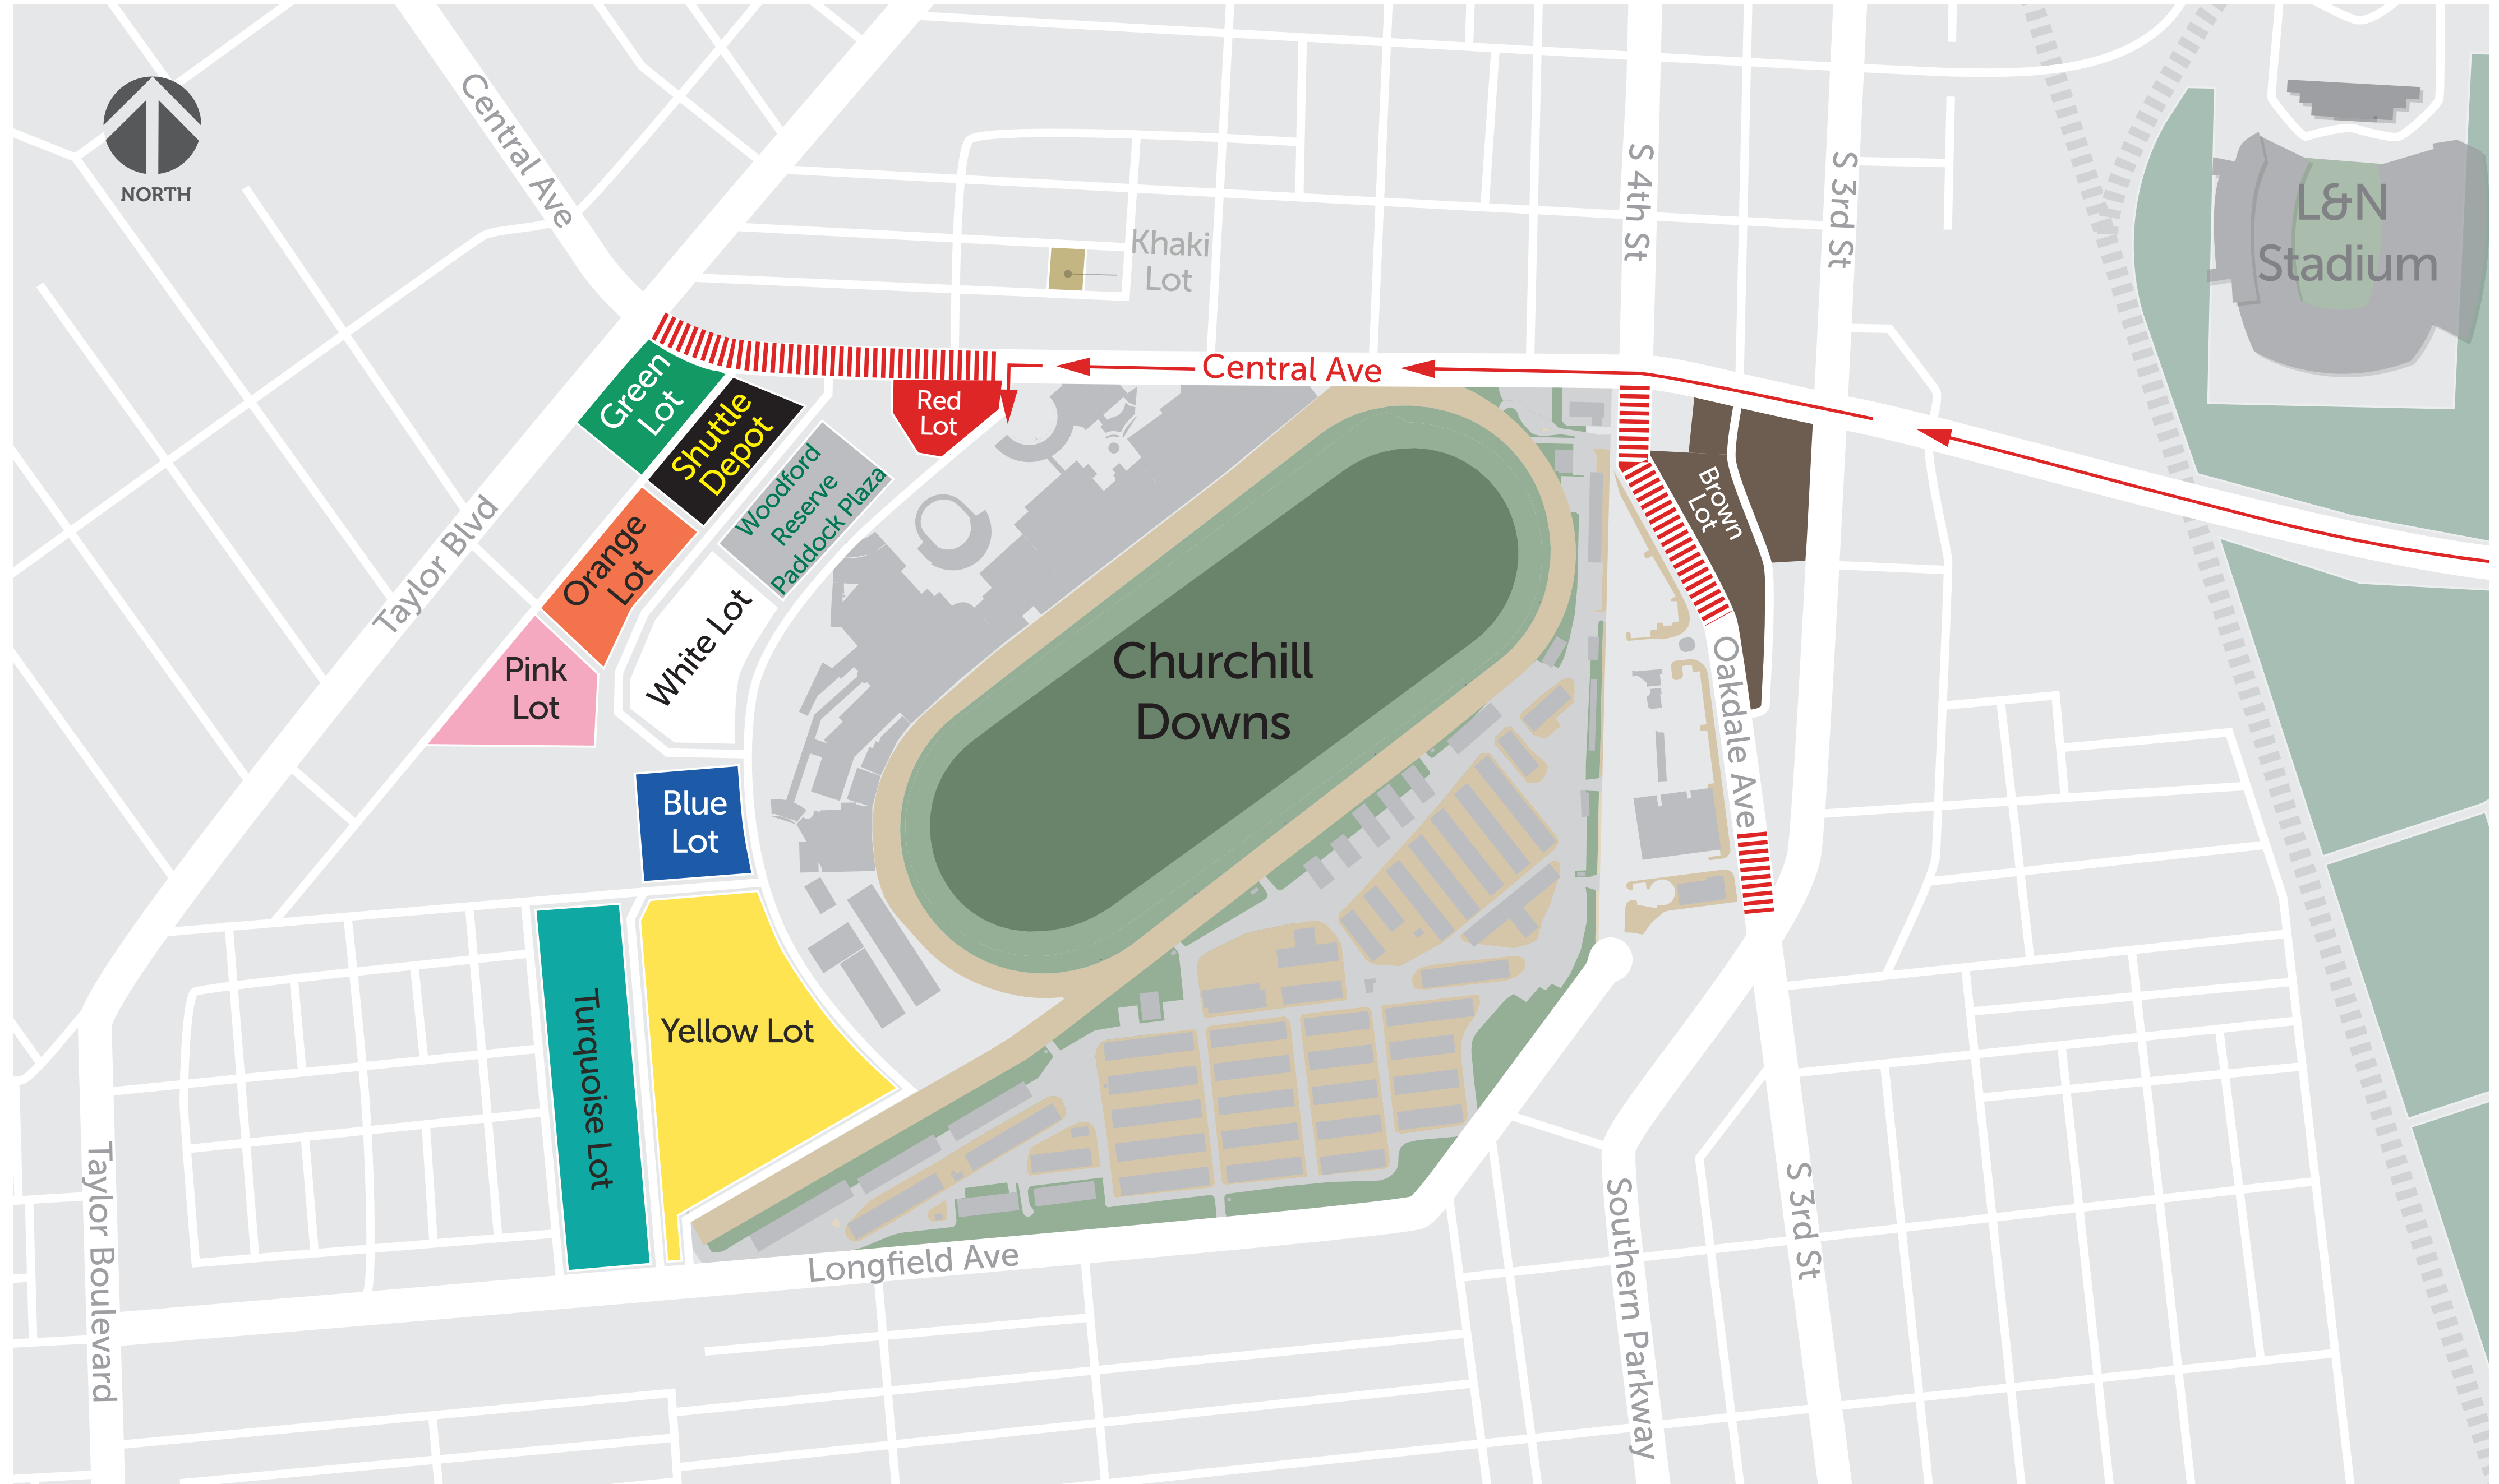 NORTH
Central Ave
S 4th St
S 3rd St
L&N
Stadium
Khaki
Lot
Central Ave
Green
Lot
Shuttle
Depot
Red
Lot
Woodford
Reserve
Paddock Plaza
Brown
Lot
Taylor Blvd
Orange
Lot
White Lot
Pink
Lot
Churchill
Downs
Oakdale Ave
Blue
Lot
Turquoise Lot
Yellow Lot
Taylor Boulevard
Longfield Ave
Southern Parkway
S 3rd St